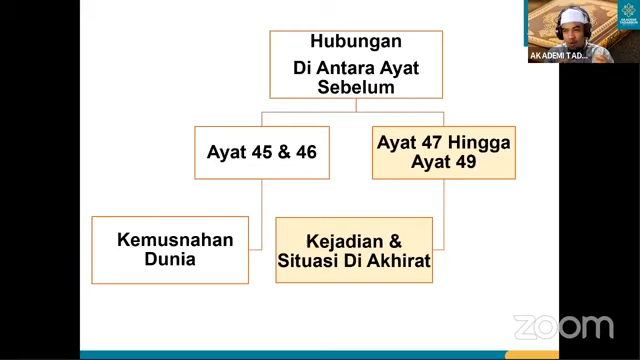 Hubungan
Di Antara Ayat
Sebelum
Ayat 45 & 46
Ayat 47 Hingga
Ayat 49
Kemusnahan
Dunia
Kejadian &
Situasi Di Akhirat
AKADEMI TAD...
zoom